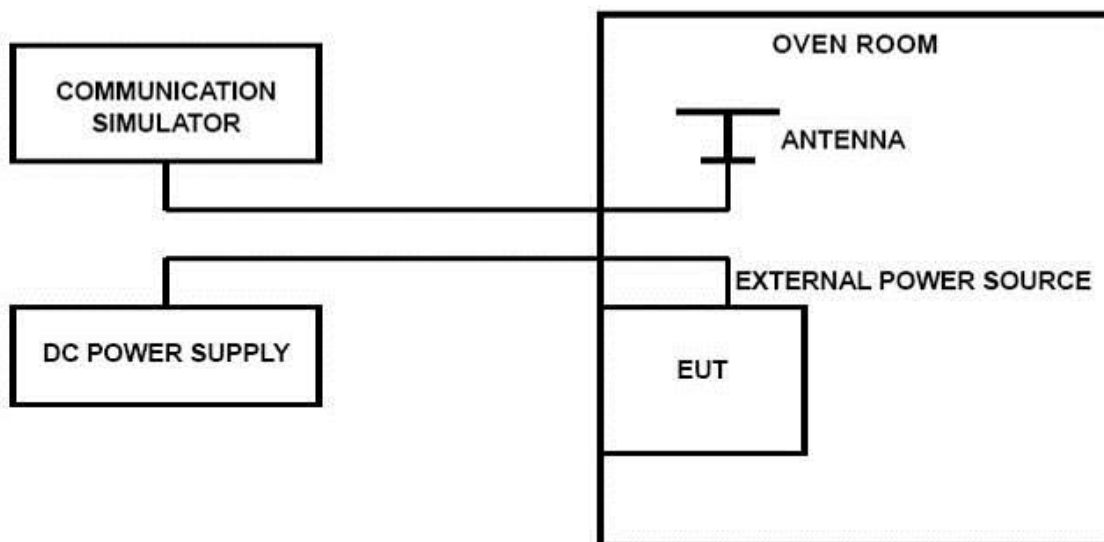 OVEN ROOM
COMMUNICATION
SIMULATOR
ANTENNA
EXTERNAL POWER SOURCE
DC POWER SUPPLY
EUT